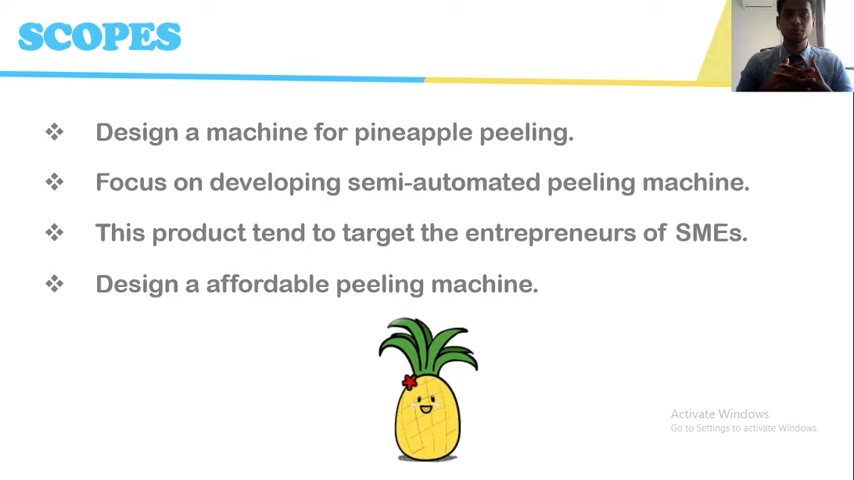 SCOPES
❖ Design a machine for pineapple peeling.
❖ Focus on developing semi-automated peeling machine.
❖ This product tend to target the entrepreneurs of SMEs.
❖ Design a affordable peeling machine.
Activate Windows
Go to Settings to activate Windows.